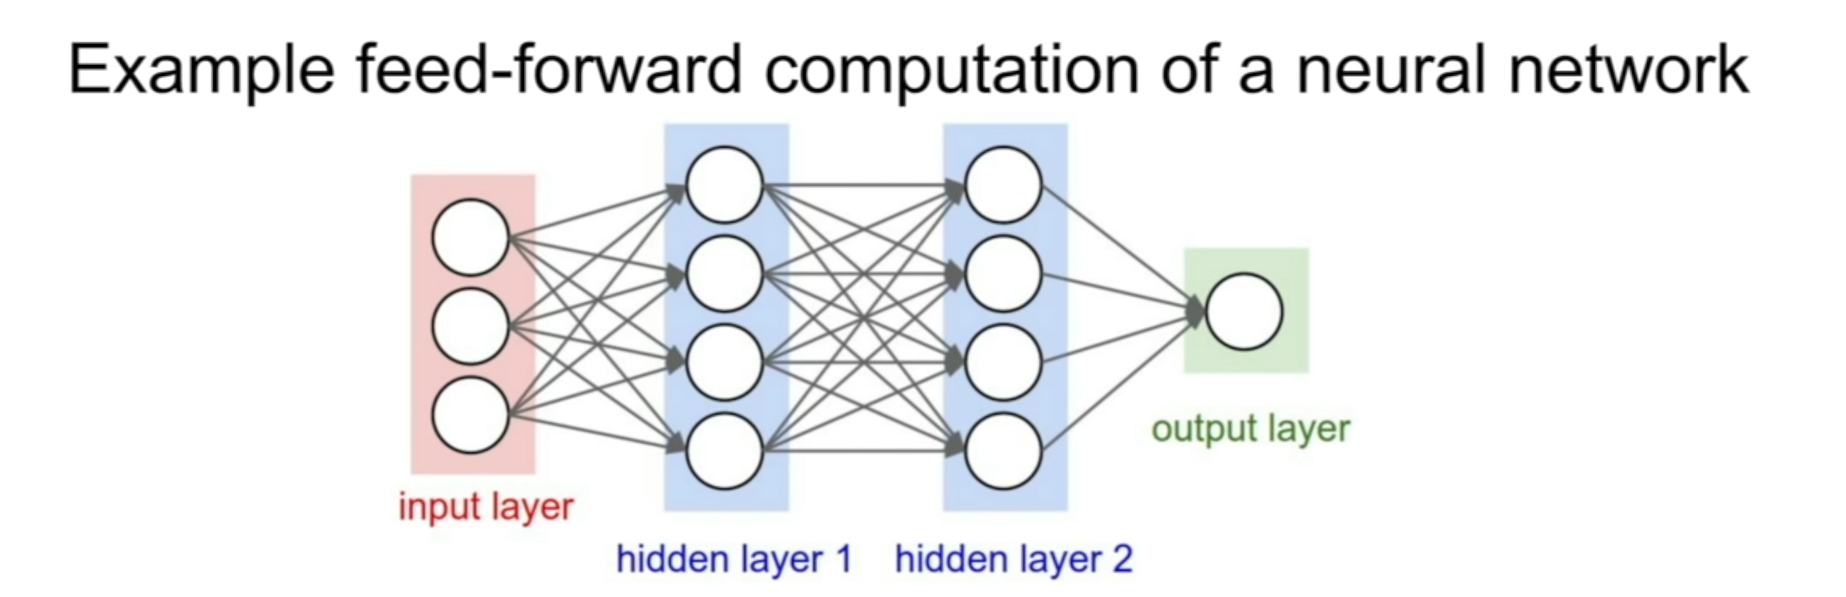 Example feed-forward computation of a neural network
input layer
hidden layer 1
hidden layer 2
output layer